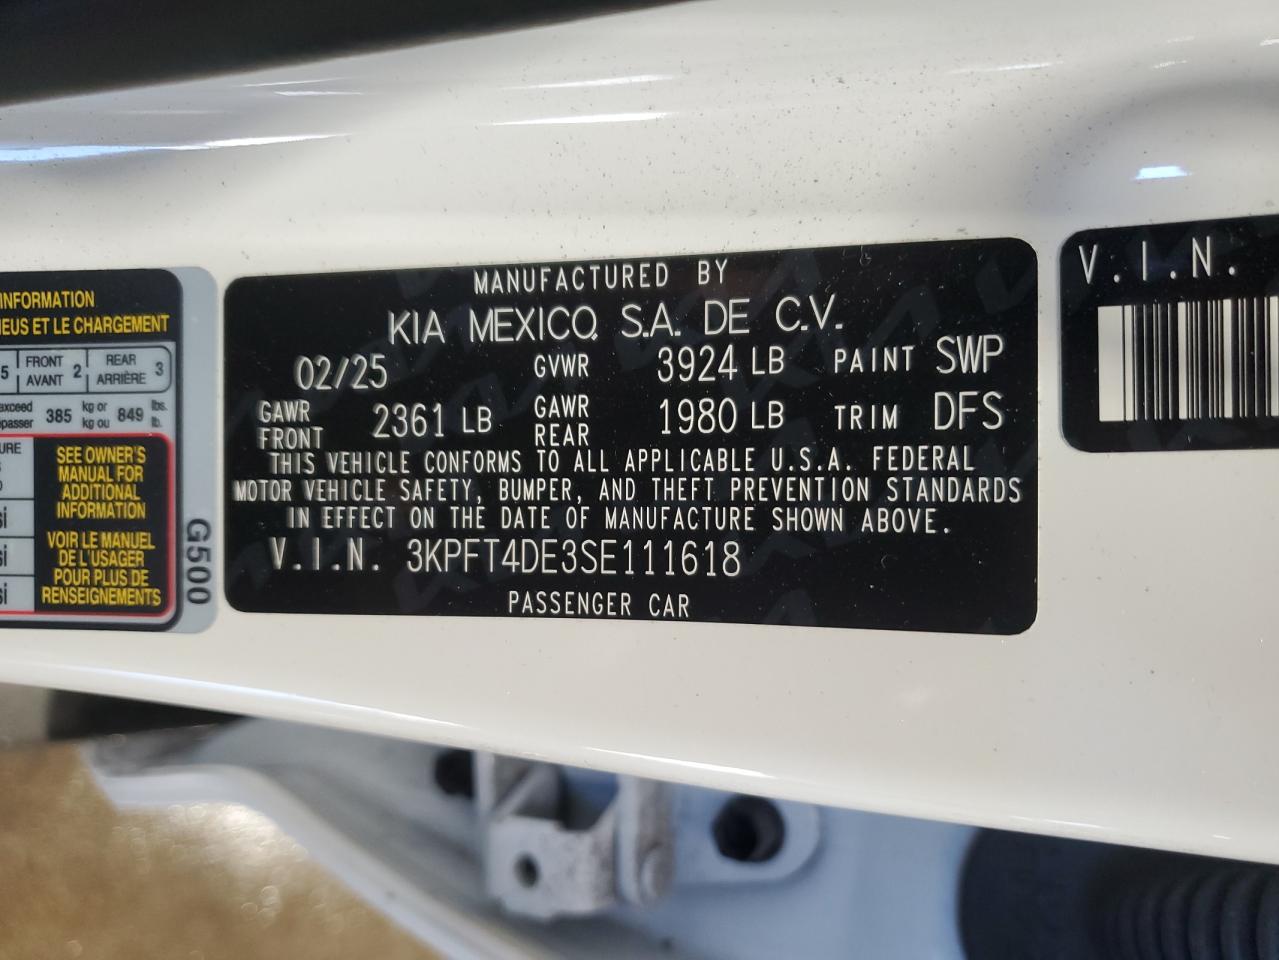 INFORMATION
NEUS ET LE CHARGEMENT
5 FRONT AVANT 2 REAR ARRIÈRE 3
385 kg or kg ou 849 lbs. lb.
SEE OWNER'S
MANUAL FOR
ADDITIONAL
INFORMATION
VOIR LE MANUEL
DE L'USAGER
POUR PLUS DE
RENSEIGNEMENTS
G500
MANUFACTURED BY
KIA MEXICO, S.A. DE C.V.
02/25 GVWR 3924 LB PAINT SWP
GAWR FRONT 2361 LB GAWR REAR 1980 LB TRIM DFS
THIS VEHICLE CONFORMS TO ALL APPLICABLE U.S.A. FEDERAL
MOTOR VEHICLE SAFETY, BUMPER, AND THEFT PREVENTION STANDARDS
IN EFFECT ON THE DATE OF MANUFACTURE SHOWN ABOVE.
V.I.N. 3KPFT4DE3SE111618
PASSENGER CAR
V.I.N.